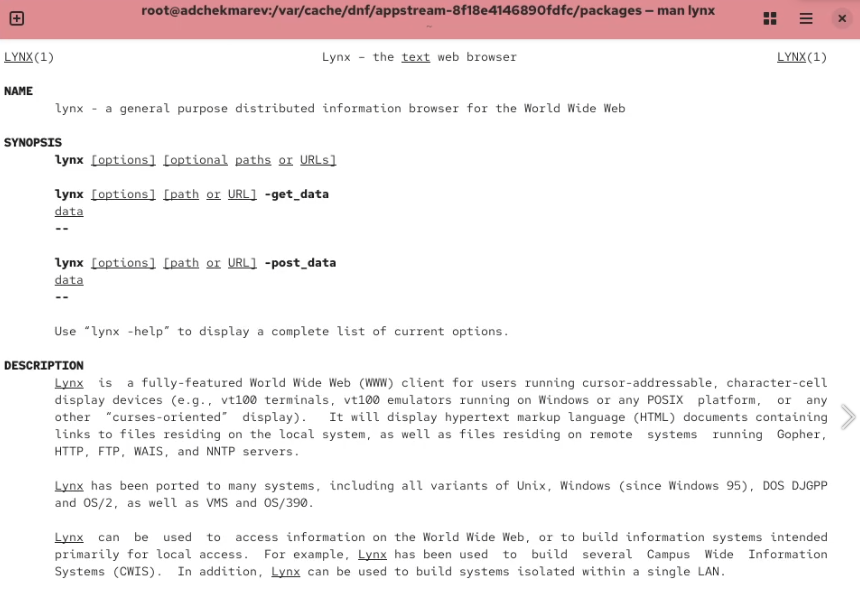 root@adchekmarev:/var/cache/dnf/appstream-8f18e4146890fdfc/packages — man lynx
LYNX(1) Lynx – the text web browser LYNX(1)
NAME
lynx - a general purpose distributed information browser for the World Wide Web
SYNOPSIS
lynx [options] [optional paths or URLs]
lynx [options] [path or URL] -get_data
data
--
lynx [options] [path or URL] -post_data
data
--
Use “lynx -help” to display a complete list of current options.
DESCRIPTION
Lynx is a fully-featured World Wide Web (WWW) client for users running cursor-addressable, character-cell
display devices (e.g., vt100 terminals, vt100 emulators running on Windows or any POSIX platform, or any
other “curses-oriented” display). It will display hypertext markup language (HTML) documents containing
links to files residing on the local system, as well as files residing on remote systems running Gopher,
HTTP, FTP, WAIS, and NNTP servers.
Lynx has been ported to many systems, including all variants of Unix, Windows (since Windows 95), DOS DJGPP
and OS/2, as well as VMS and OS/390.
Lynx can be used to access information on the World Wide Web, or to build information systems intended
primarily for local access. For example, Lynx has been used to build several Campus Wide Information
Systems (CWIS). In addition, Lynx can be used to build systems isolated within a single LAN.